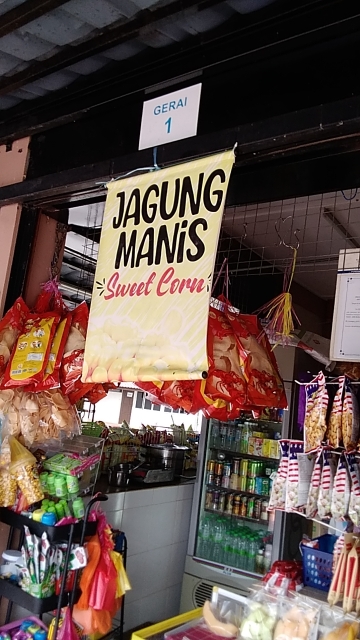 GERAI
1
JAGUNG
MANiS
Sweet Corn